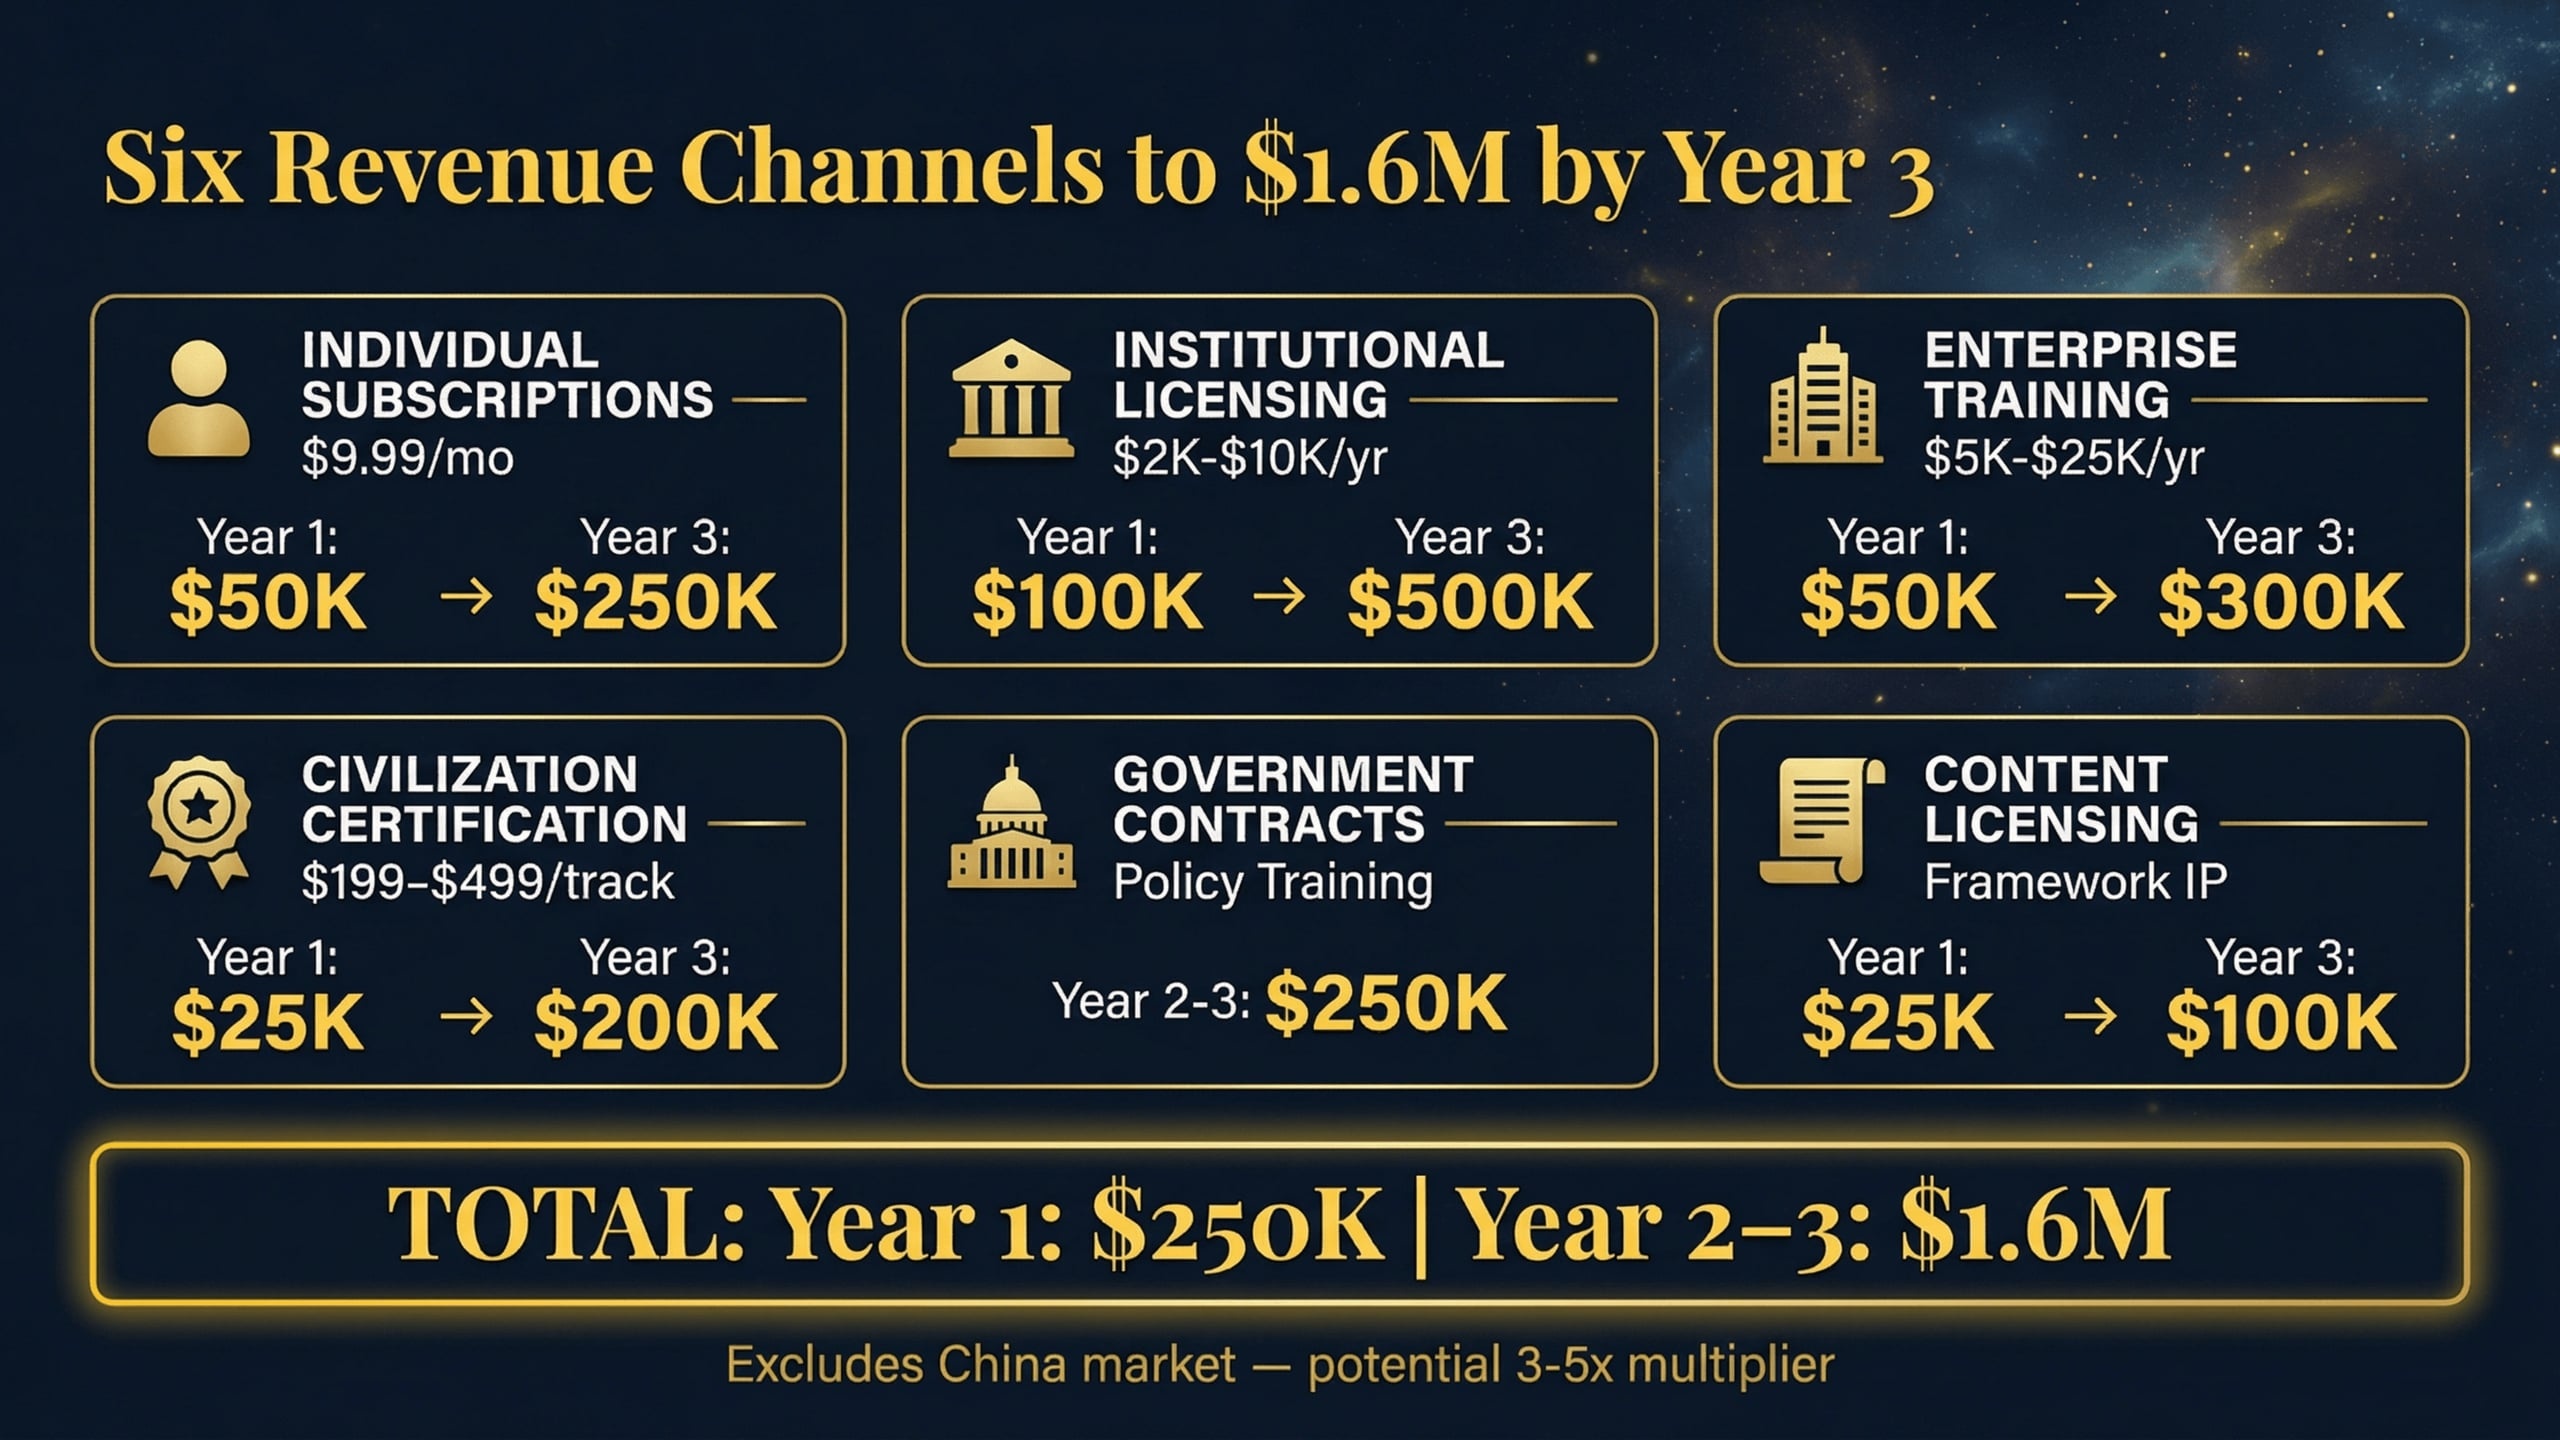 Six Revenue Channels to $1.6M by Year 3
INDIVIDUAL
SUBSCRIPTIONS
$9.99/mo
Year 1:
$50K
→
Year 3:
$250K
INSTITUTIONAL
LICENSING
$2K-$10K/yr
Year 1:
$100K
→
Year 3:
$500K
ENTERPRISE
TRAINING
$5K-$25K/yr
Year 1:
$50K
→
Year 3:
$300K
CIVILIZATION
CERTIFICATION
$199–$499/track
Year 1:
$25K
→
Year 3:
$200K
GOVERNMENT
CONTRACTS
Policy Training
Year 2-3: $250K
CONTENT
LICENSING
Framework IP
Year 1:
$25K
→
Year 3:
$100K
TOTAL: Year 1: $250K | Year 2–3: $1.6M
Excludes China market — potential 3-5x multiplier